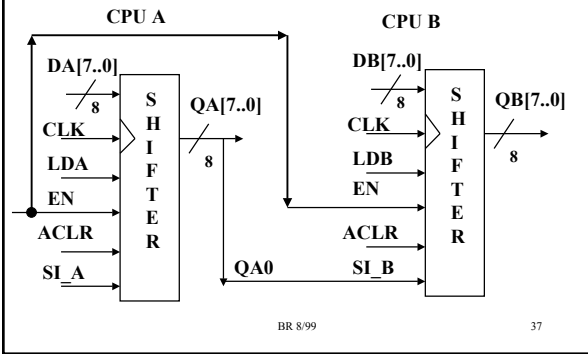 CPU A
CPU B
DA[7..0]
8
CLK
LDA
EN
ACLR
SI_A
S
H
I
F
T
E
R
QA[7..0]
8
QA0
DB[7..0]
8
CLK
LDB
EN
ACLR
SI_B
S
H
I
F
T
E
R
QB[7..0]
8
BR 8/99
37